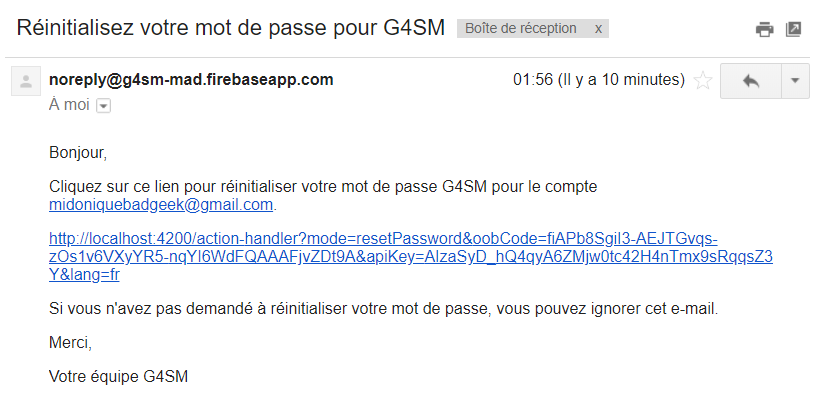 Réinitialisez votre mot de passe pour G4SM Boîte de réception x
noreply@g4sm-mad.firebaseapp.com 01:56 (Il y a 10 minutes)
À moi
Bonjour,
Cliquez sur ce lien pour réinitialiser votre mot de passe G4SM pour le compte
midoniquebadgeek@gmail.com.
http://localhost:4200/action-handler?mode=resetPassword&oobCode=fiAPb8SgiI3-AEJTGvqs-
zOs1v6VXyYR5-nqYI6WdFQAAAFjvZDt9A&apiKey=AIzaSyD_hQ4qyA6ZMjw0tc42H4nTmx9sRqqsZ3
Y&lang=fr
Si vous n'avez pas demandé à réinitialiser votre mot de passe, vous pouvez ignorer cet e-mail.
Merci,
Votre équipe G4SM